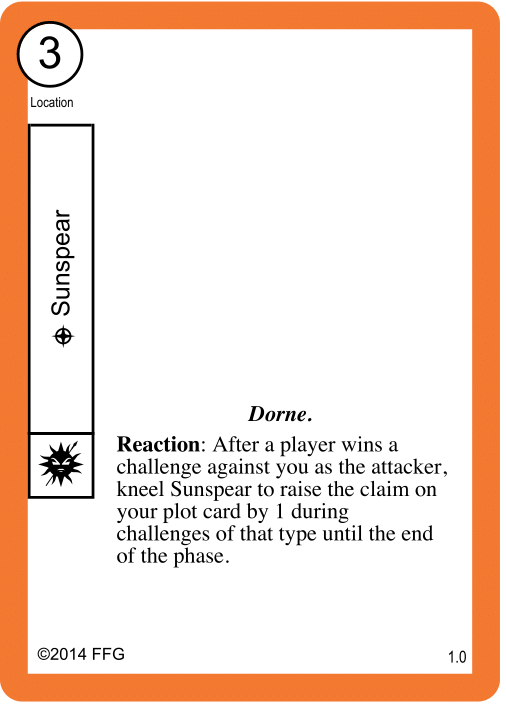 3
Location
Sunspear
Dorne.
Reaction: After a player wins a
challenge against you as the attacker,
kneel Sunspear to raise the claim on
your plot card by 1 during
challenges of that type until the end
of the phase.
©2014 FFG
1.0